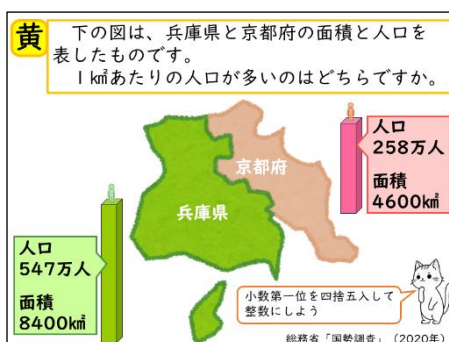 黄
下の図は、兵庫県と京都府の面積と人口を
表したものです。
1㎢あたりの人口が多いのはどちらですか。
人口
258万人
面積
4600㎢
京都府
兵庫県
人口
547万人
面積
8400㎢
小数第一位を四捨五入して
整数にしよう
総務省「国勢調査」(2020年)